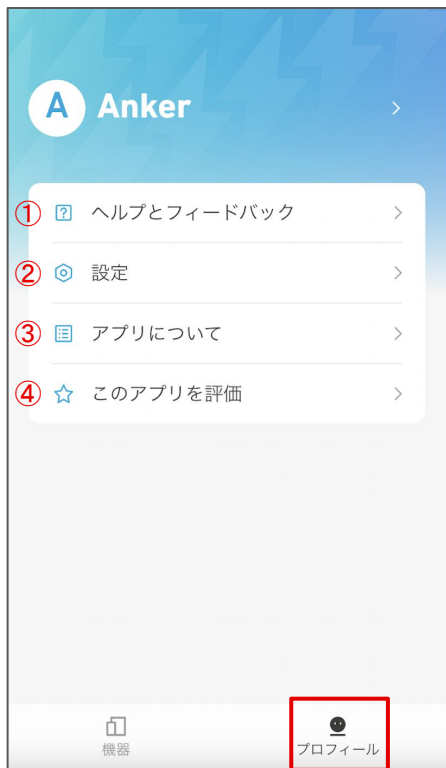 A Anker
① ヘルプとフィードバック
② 設定
③ アプリについて
④ このアプリを評価
機器 プロフィール